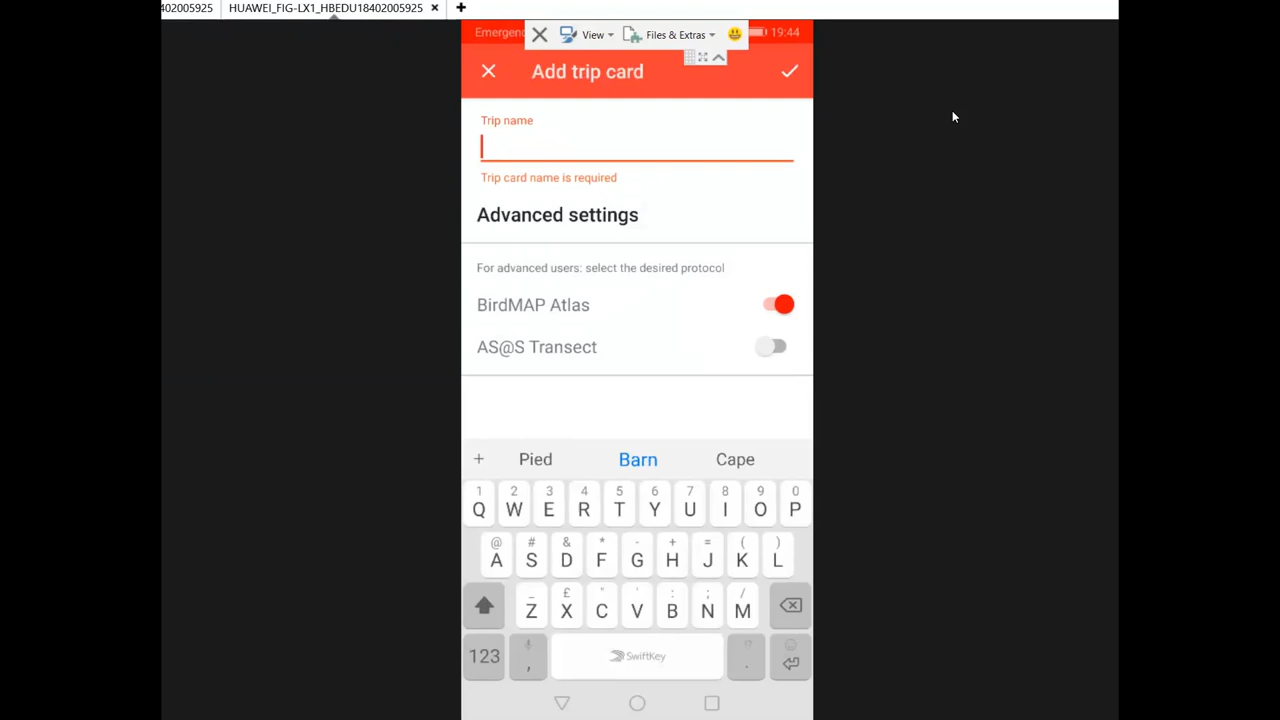 402005925 HUAWEI_FIG-LX1_HBEDU18402005925
Emergen View Files & Extras 19:44
Add trip card
Trip name
Trip card name is required
Advanced settings
For advanced users: select the desired protocol
BirdMAP Atlas
AS@S Transect
+ Pied Barn Cape
1 2 3 4 5 6 7 8 9 0
Q W E R T Y U I O P
@ # & * - + = ( )
A S D F G H J K L
_ £ " ' : ; /
Z X C V B N M
123 , SwiftKey .